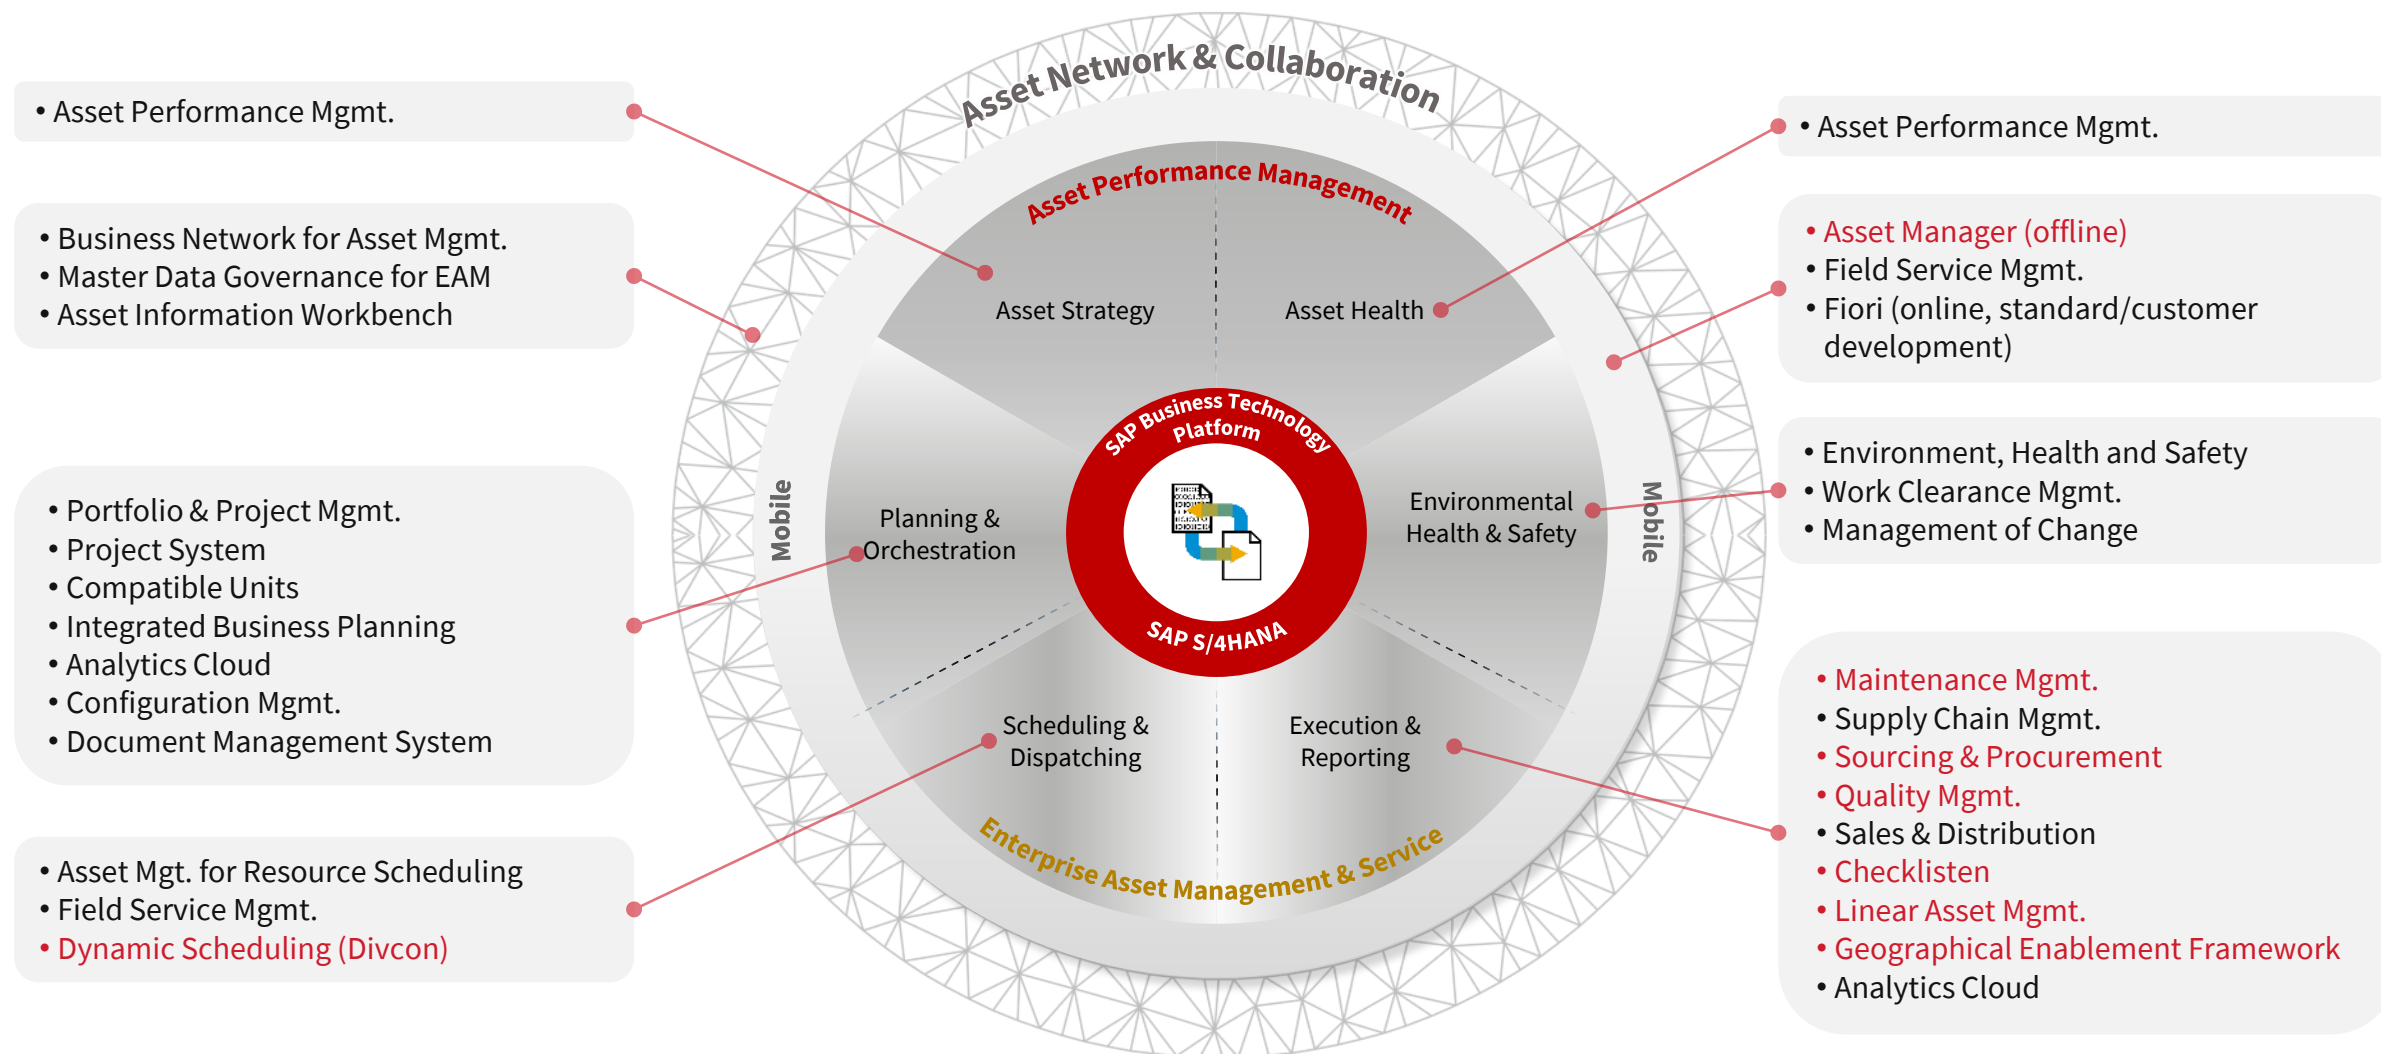 Asset Network & Collaboration
• Asset Performance Mgmt.
• Business Network for Asset Mgmt.
• Master Data Governance for EAM
• Asset Information Workbench
• Portfolio & Project Mgmt.
• Project System
• Compatible Units
• Integrated Business Planning
• Analytics Cloud
• Configuration Mgmt.
• Document Management System
• Asset Mgt. for Resource Scheduling
• Field Service Mgmt.
• Dynamic Scheduling (Divcon)
Asset Performance Management
Asset Strategy
Asset Health
SAP Business Technology
Platform
SAP S/4HANA
Mobile
Planning &
Orchestration
Environmental
Health & Safety
Mobile
Scheduling &
Dispatching
Execution &
Reporting
Enterprise Asset Management & Service
• Asset Performance Mgmt.
• Asset Manager (offline)
• Field Service Mgmt.
• Fiori (online, standard/customer
development)
• Environment, Health and Safety
• Work Clearance Mgmt.
• Management of Change
• Maintenance Mgmt.
• Supply Chain Mgmt.
• Sourcing & Procurement
• Quality Mgmt.
• Sales & Distribution
• Checklisten
• Linear Asset Mgmt.
• Geographical Enablement Framework
• Analytics Cloud